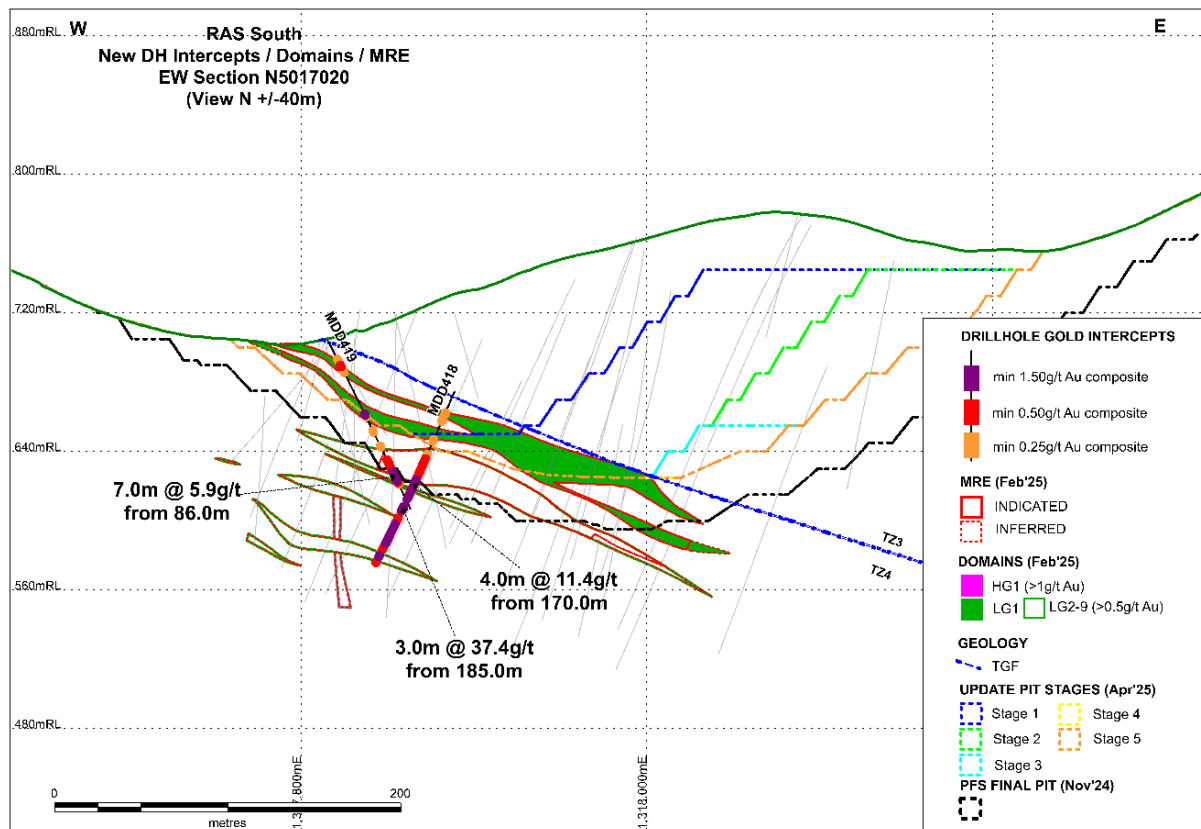 W
E
RAS South
New DH Intercepts / Domains / MRE
EW Section N5017020
(View N +/-40m)
880mRL
800mRL
720mRL
640mRL
560mRL
480mRL
MDD419
MDD418
7.0m @ 5.9g/t
from 86.0m
4.0m @ 11.4g/t
from 170.0m
3.0m @ 37.4g/t
from 185.0m
TZ3
TZ4
0
200
metres
1,318,000mE
DRILLHOLE GOLD INTERCEPTS
min 1.50g/t Au composite
min 0.50g/t Au composite
min 0.25g/t Au composite
MRE (Feb'25)
INDICATED
INFERRED
DOMAINS (Feb'25)
HG1 (>1g/t Au)
LG1 LG2-9 (>0.5g/t Au)
GEOLOGY
TGF
UPDATE PIT STAGES (Apr'25)
Stage 1 Stage 4
Stage 2 Stage 5
Stage 3
PFS FINAL PIT (Nov'24)